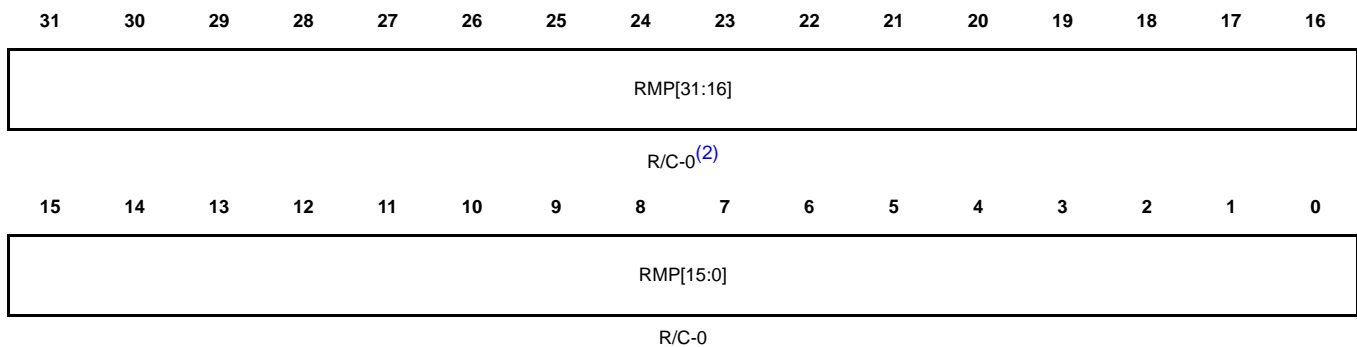 31 30 29 28 27 26 25 24 23 22 21 20 19 18 17 16
RMP[31:16]
R/C-0(2)
15 14 13 12 11 10 9 8 7 6 5 4 3 2 1 0
RMP[15:0]
R/C-0